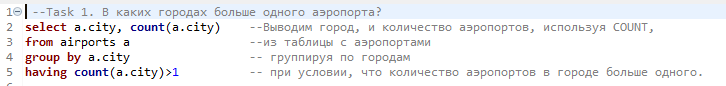 1 --Task 1. В каких городах больше одного аэропорта?
2 select a.city, count(a.city) --Выводим город, и количество аэропортов, используя COUNT,
3 from airports a --из таблицы с аэропортами
4 group by a.city -- группируя по городам
5 having count(a.city)>1 -- при условии, что количество аэропортов в городе больше одного.
6